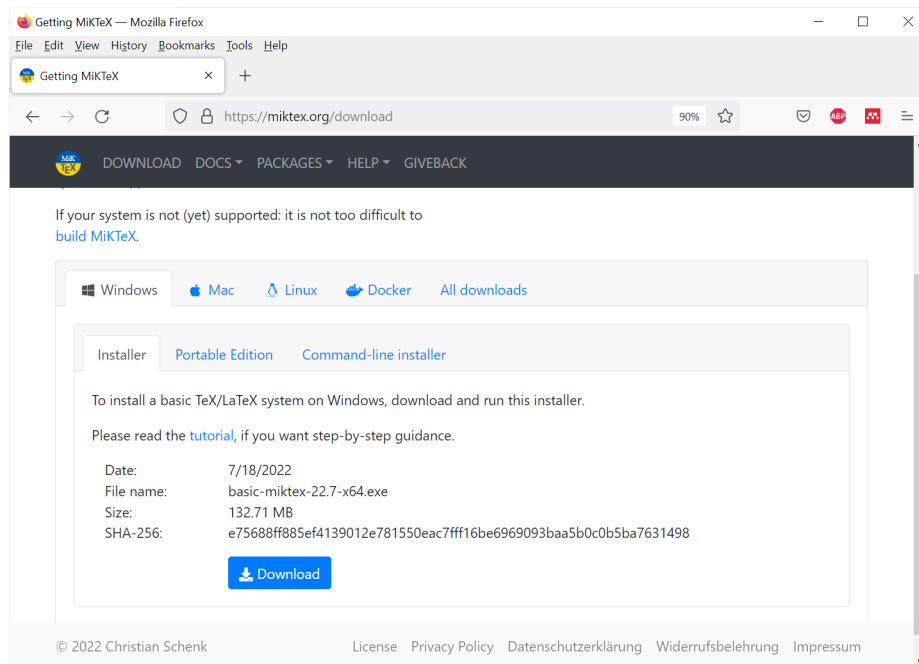 Getting MiKTeX — Mozilla Firefox
File Edit View History Bookmarks Tools Help
Getting MiKTeX
https://miktex.org/download 90% ABP
MiK
TEX
DOWNLOAD DOCS PACKAGES HELP GIVEBACK
If your system is not (yet) supported: it is not too difficult to
build MiKTeX.
Windows Mac Linux Docker All downloads
Installer Portable Edition Command-line installer
To install a basic TeX/LaTeX system on Windows, download and run this installer.
Please read the tutorial, if you want step-by-step guidance.
Date: 7/18/2022
File name: basic-miktex-22.7-x64.exe
Size: 132.71 MB
SHA-256: e75688ff885ef4139012e781550eac7fff16be6969093baa5b0c0b5ba7631498
Download
© 2022 Christian Schenk License Privacy Policy Datenschutzerklärung Widerrufsbelehrung Impressum